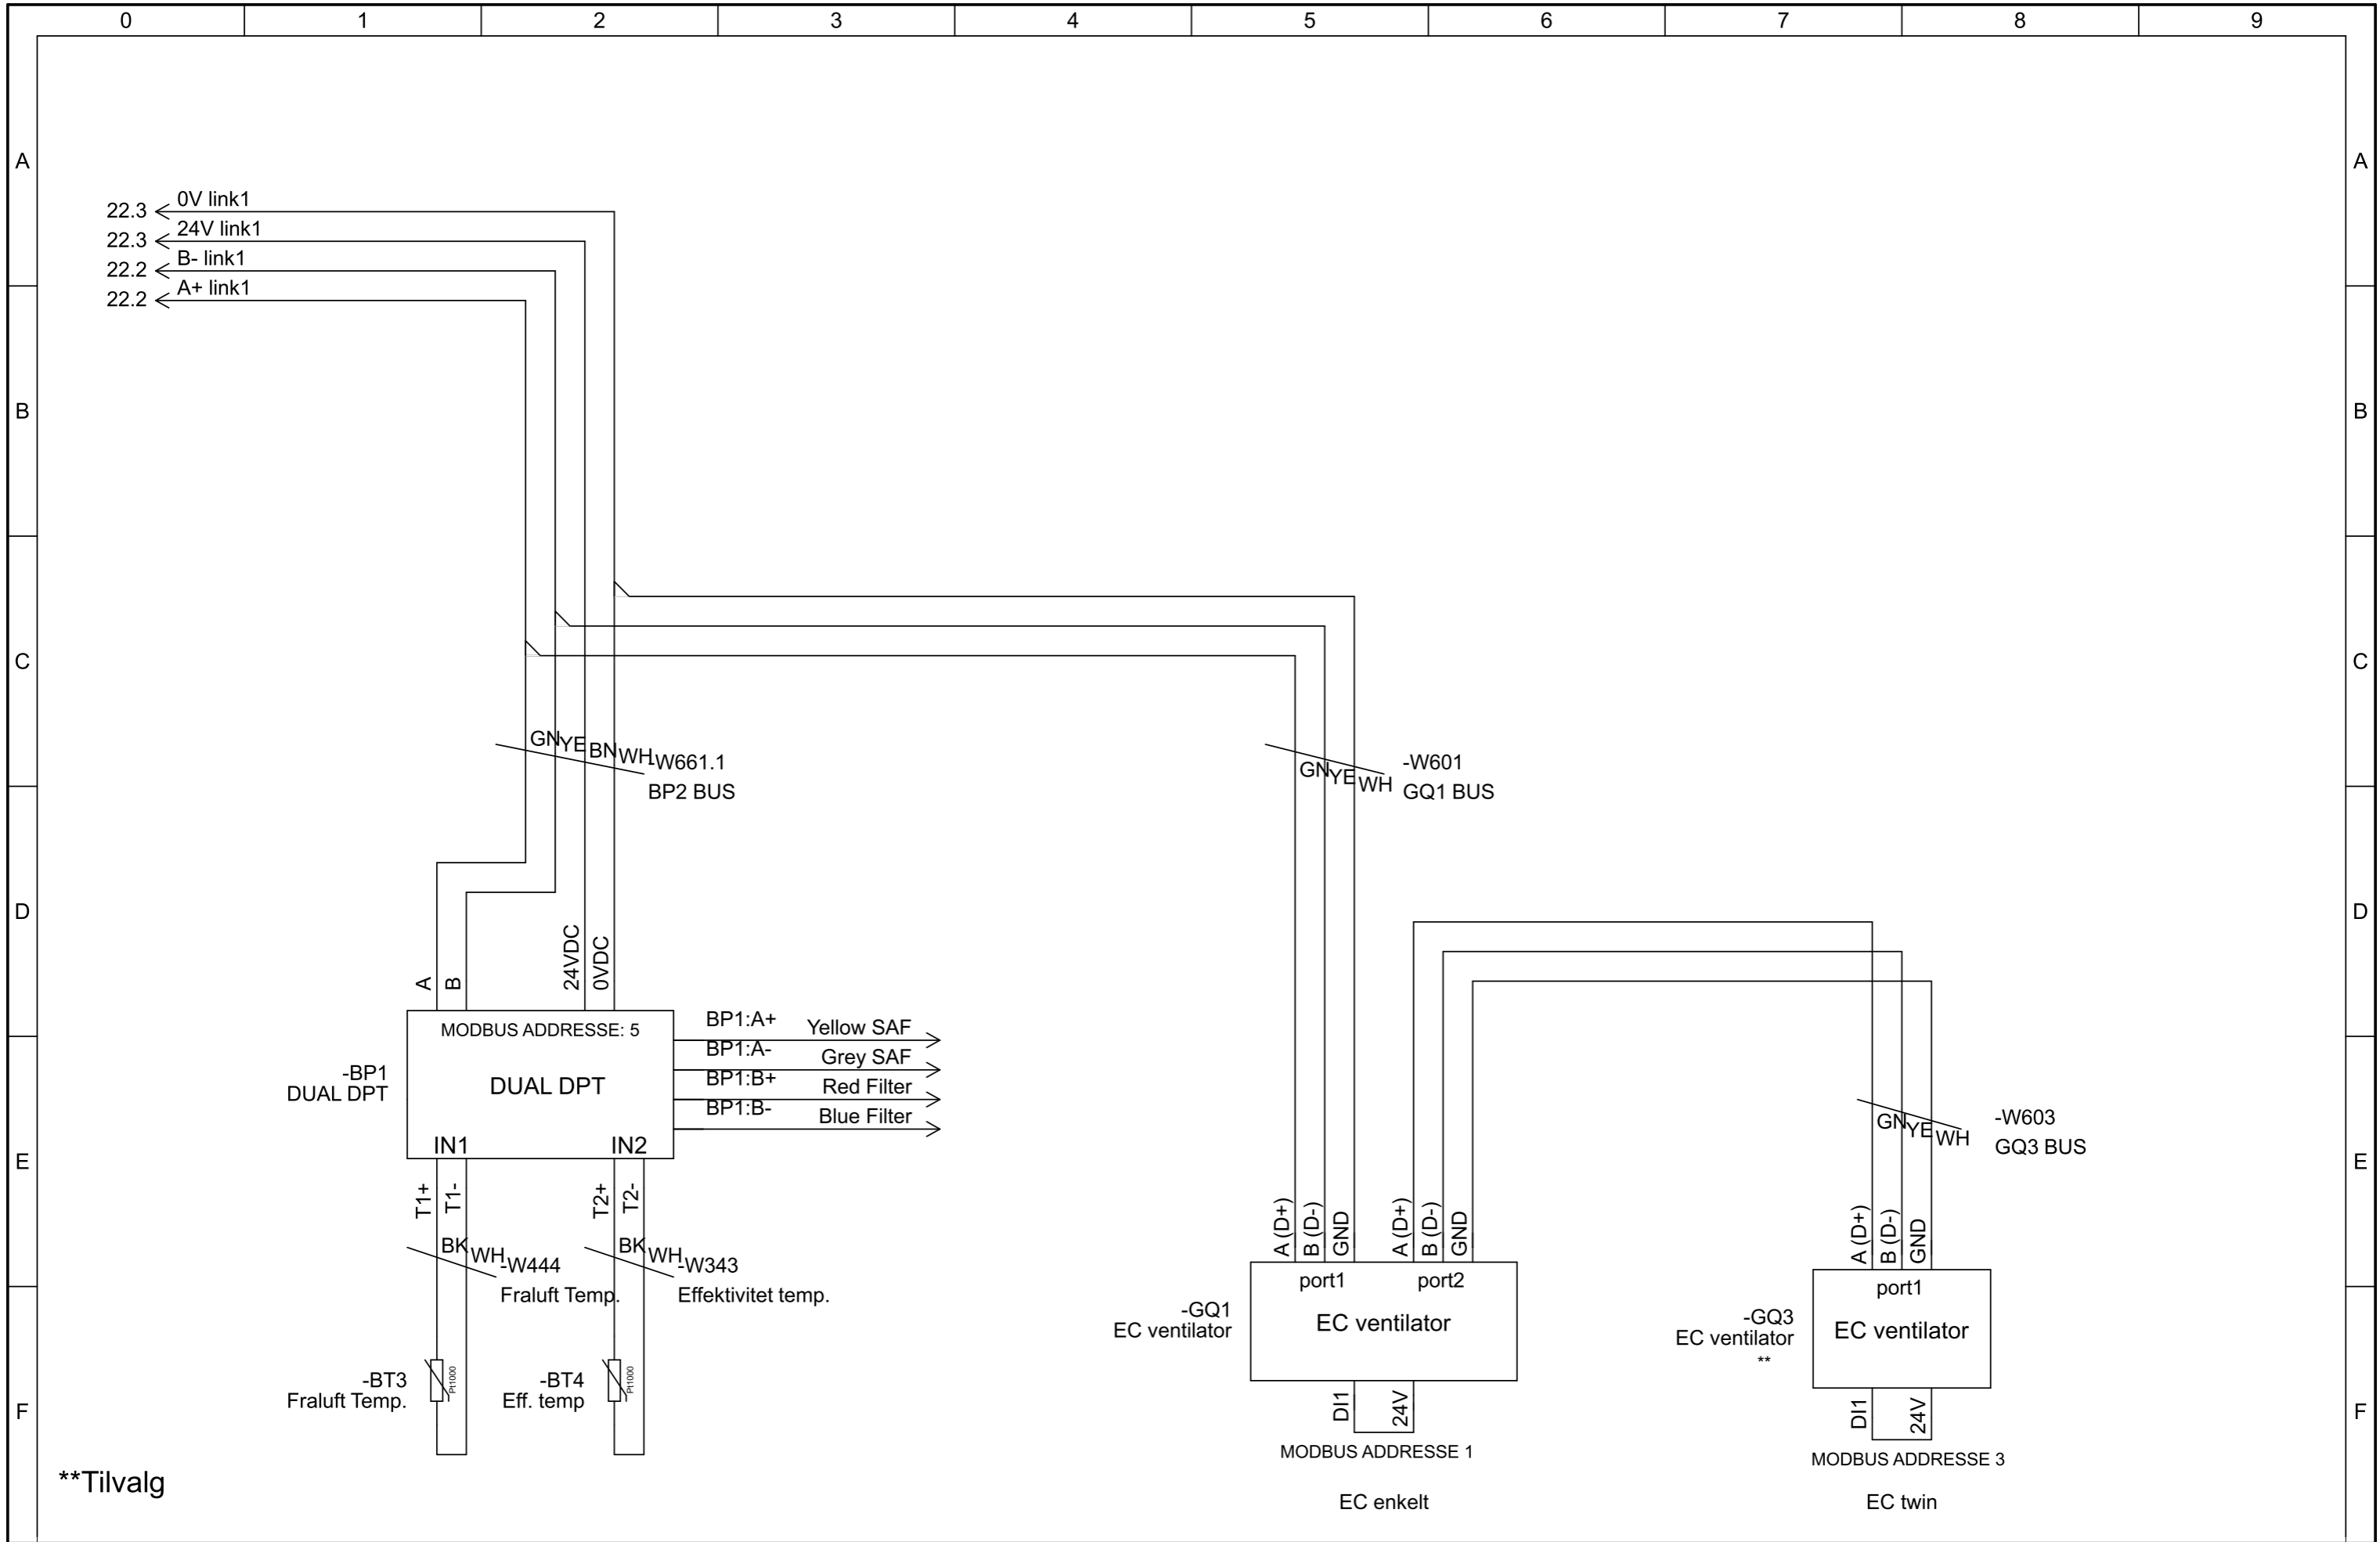 0 1 2 3 4 5 6 7 8 9
A A
22.3 0V link1
22.3 24V link1
22.2 B- link1
22.2 A+ link1
B B
C C
GN YE BN WH -W661.1
BP2 BUS
GN YE WH -W601
GQ1 BUS
D D
A B 24VDC 0VDC
MODBUS ADDRESSE: 5
-BP1
DUAL DPT
DUAL DPT
IN1 IN2
BP1:A+ Yellow SAF
BP1:A- Grey SAF
BP1:B+ Red Filter
BP1:B- Blue Filter
GN YE WH -W603
GQ3 BUS
E E
T1+ T1- T2+ T2-
BK WH -W444
Fraluft Temp.
BK WH -W343
Effektivitet temp.
A (D+) B (D-) GND A (D+) B (D-) GND
port1 port2
-GQ1
EC ventilator
EC ventilator
A (D+) B (D-) GND
port1
-GQ3
EC ventilator
**
EC ventilator
-BT3
Fraluft Temp.
Pt1000
-BT4
Eff. temp
Pt1000
F F
DI1 24V
MODBUS ADDRESSE 1
EC enkelt
DI1 24V
MODBUS ADDRESSE 3
EC twin
**Tilvalg